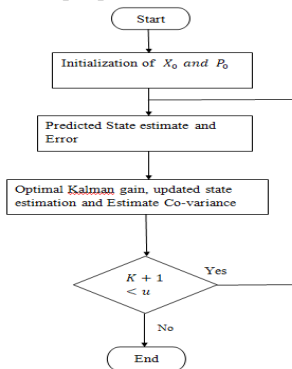 Start
Initialization of X₀ and P₀
Predicted State estimate and
Error
Optimal Kalman gain, updated state
estimation and Estimate Co-variance
K + 1
< u
Yes
No
End